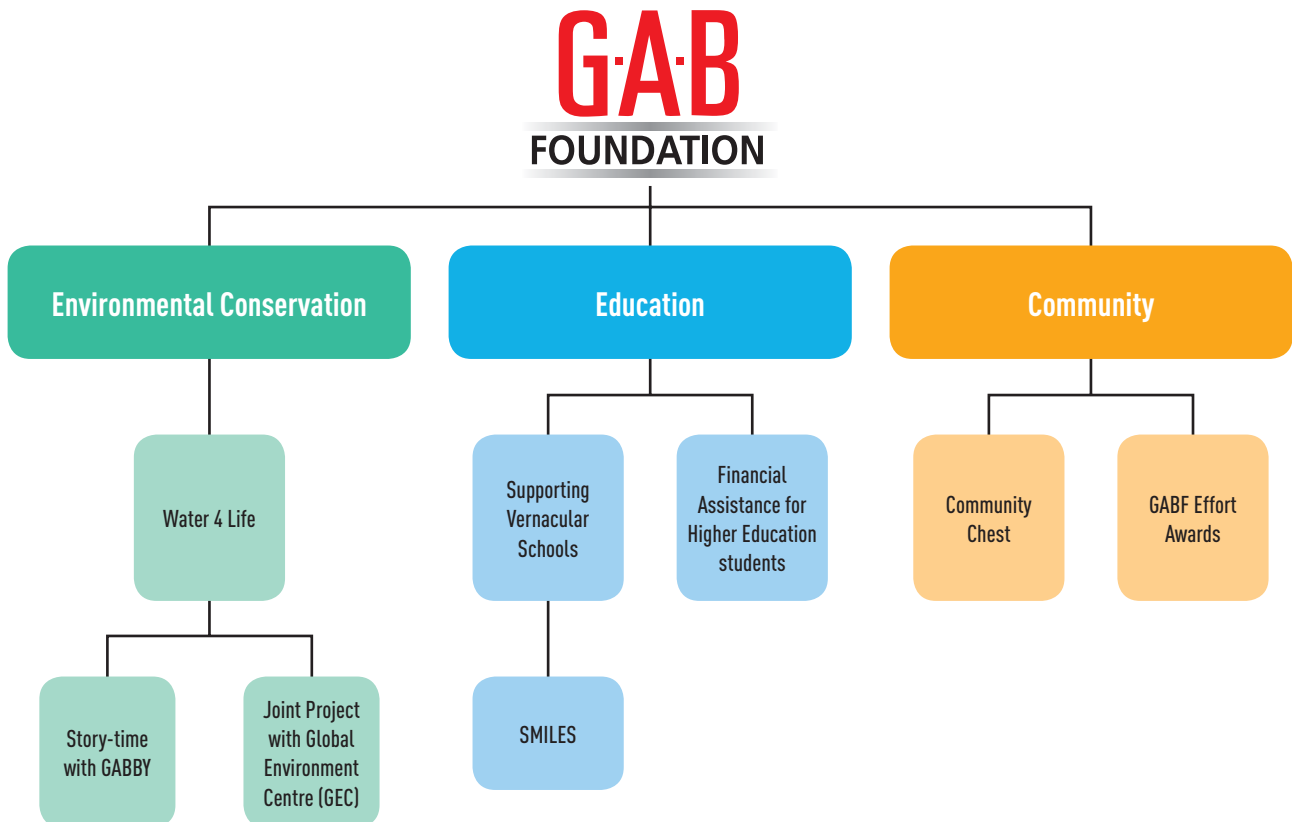 G·A·B
FOUNDATION
Environmental Conservation
Education
Community
Water 4 Life
Supporting
Vernacular
Schools
Financial
Assistance for
Higher Education
students
Community
Chest
GABF Effort
Awards
Story-time
with GABBY
Joint Project
with Global
Environment
Centre (GEC)
SMILES